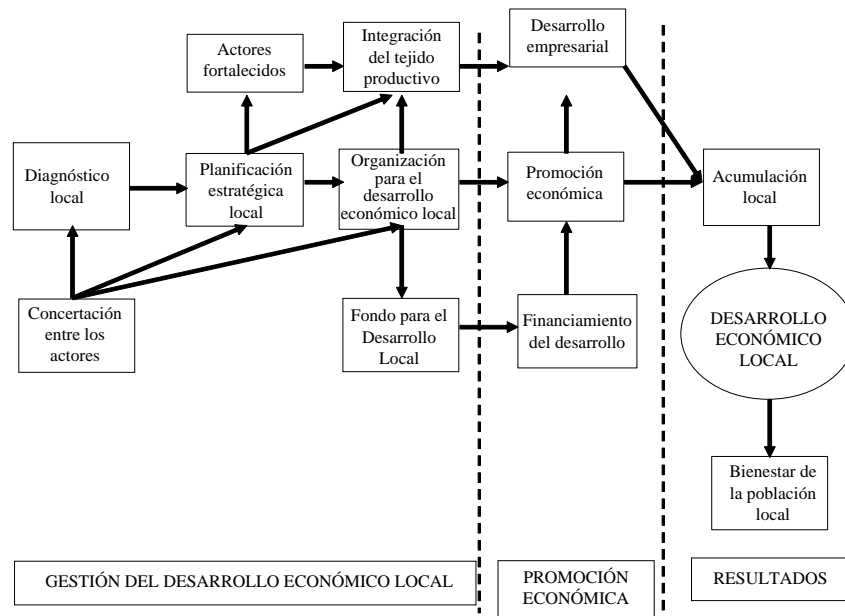 Actores
fortalecidos
Integración
del tejido
productivo
Desarrollo
empresarial
Diagnóstico
local
Planificación
estratégica
local
Organización
para el
desarrollo
económico local
Promoción
económica
Acumulación
local
Concertación
entre los
actores
Fondo para el
Desarrollo
Local
Financiamiento
del desarrollo
DESARROLLO
ECONÓMICO
LOCAL
Bienestar de
la población
local
GESTIÓN DEL DESARROLLO ECONÓMICO LOCAL
PROMOCIÓN
ECONÓMICA
RESULTADOS